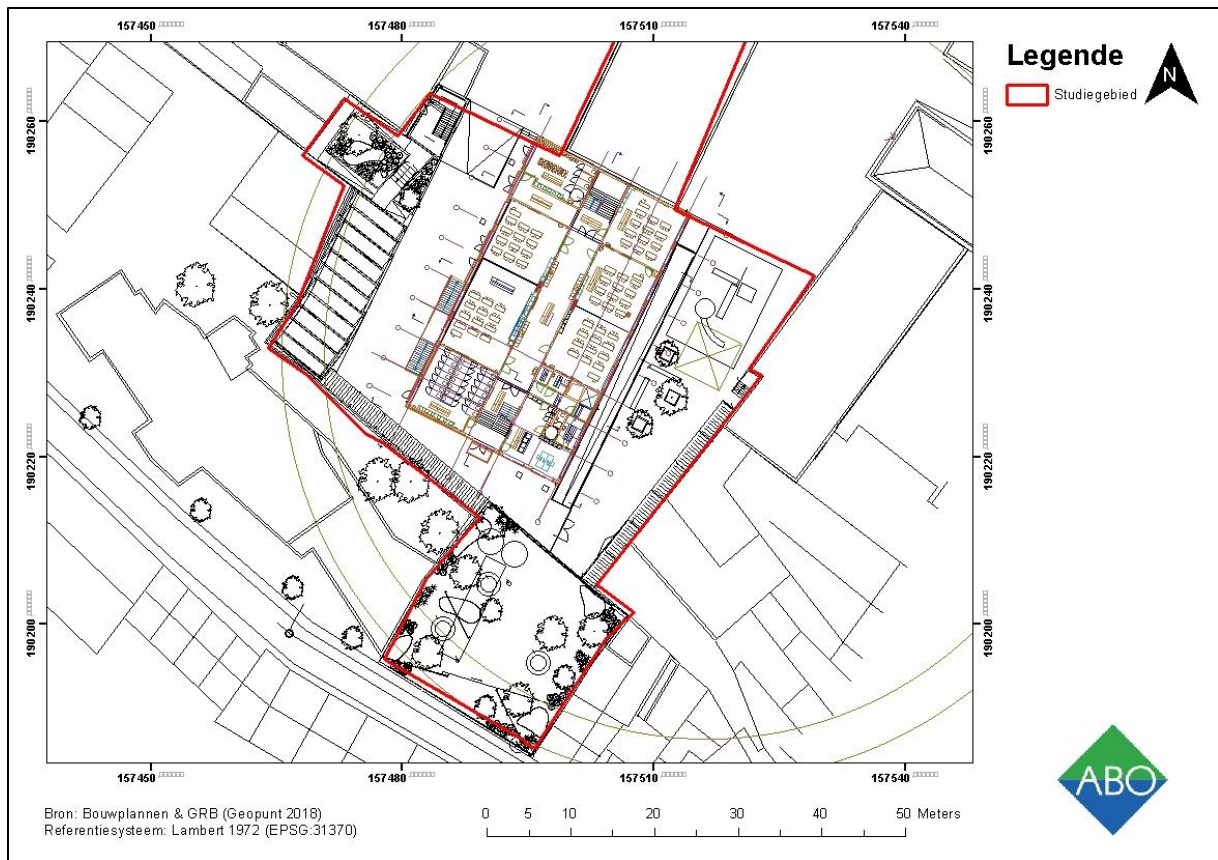 157450 157480 157510 157540
Legende
Studiegebied
N
190260 190260
190240 190240
190220 190220
190200 190200
157450 157480 157510 157540
ABO
Bron: Bouwplannen & GRB (Geopunt 2018)
Referentiesysteem: Lambert 1972 (EPSG:31370)
0 5 10 20 30 40 50 Meters